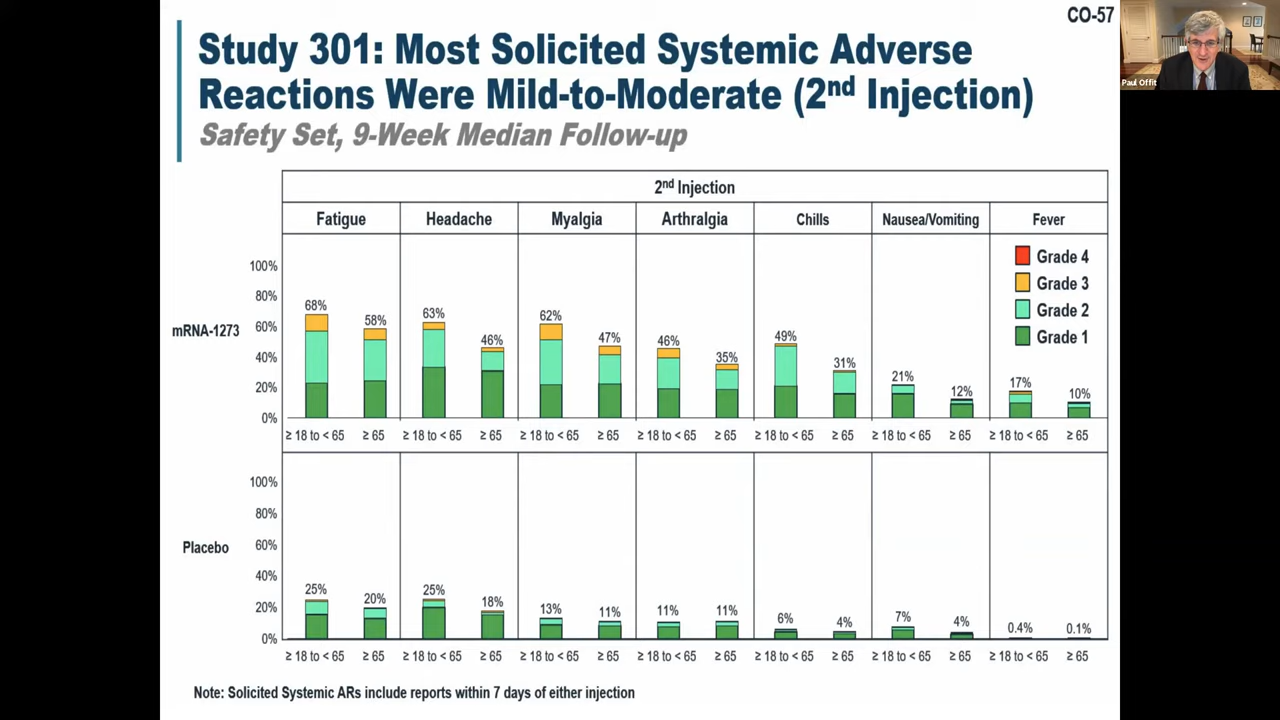 CO-57
Study 301: Most Solicited Systemic Adverse
Reactions Were Mild-to-Moderate (2nd Injection)
Safety Set, 9-Week Median Follow-up
Paul Offit
2nd Injection
Fatigue Headache Myalgia Arthralgia Chills Nausea/Vomiting Fever
Grade 4
Grade 3
Grade 2
Grade 1
mRNA-1273
100%
80%
60%
40%
20%
0%
68% 58% 63% 46% 62% 47% 46% 35% 49% 31% 21% 12% 17% 10%
≥ 18 to < 65 ≥ 65 ≥ 18 to < 65 ≥ 65 ≥ 18 to < 65 ≥ 65 ≥ 18 to < 65 ≥ 65 ≥ 18 to < 65 ≥ 65 ≥ 18 to < 65 ≥ 65 ≥ 18 to < 65 ≥ 65
Placebo
100%
80%
60%
40%
20%
0%
25% 20% 25% 18% 13% 11% 11% 11% 6% 4% 7% 4% 0.4% 0.1%
≥ 18 to < 65 ≥ 65 ≥ 18 to < 65 ≥ 65 ≥ 18 to < 65 ≥ 65 ≥ 18 to < 65 ≥ 65 ≥ 18 to < 65 ≥ 65 ≥ 18 to < 65 ≥ 65 ≥ 18 to < 65 ≥ 65
Note: Solicited Systemic ARs include reports within 7 days of either injection